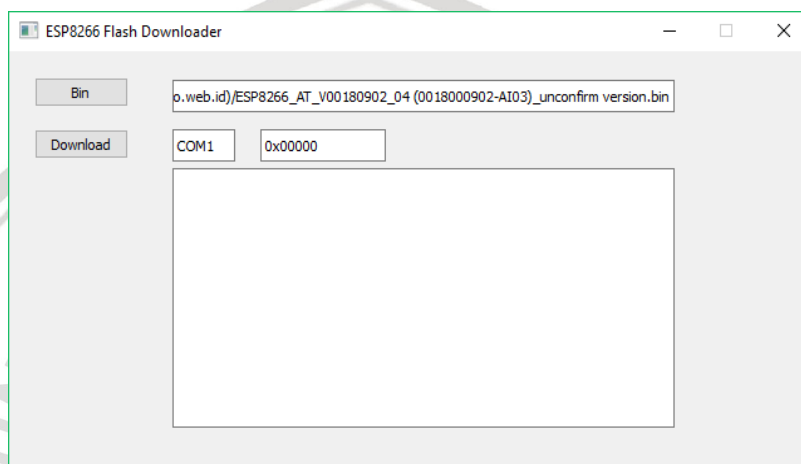 ESP8266 Flash Downloader
Bin
o.web.id)/ESP8266_AT_V00180902_04 (0018000902-AI03)_unconfirm version.bin
Download
COM1
0x00000